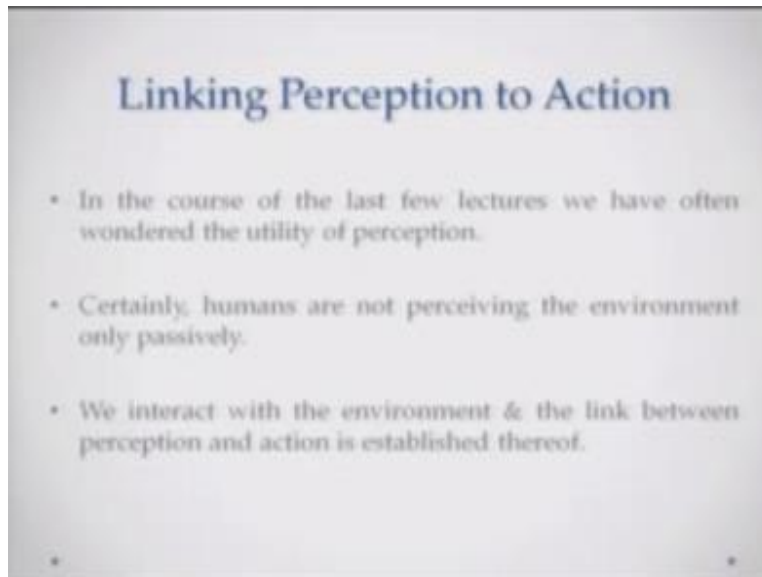 Linking Perception to Action
• In the course of the last few lectures we have often
wondered the utility of perception.
• Certainly, humans are not perceiving the environment
only passively.
• We interact with the environment & the link between
perception and action is established thereof.